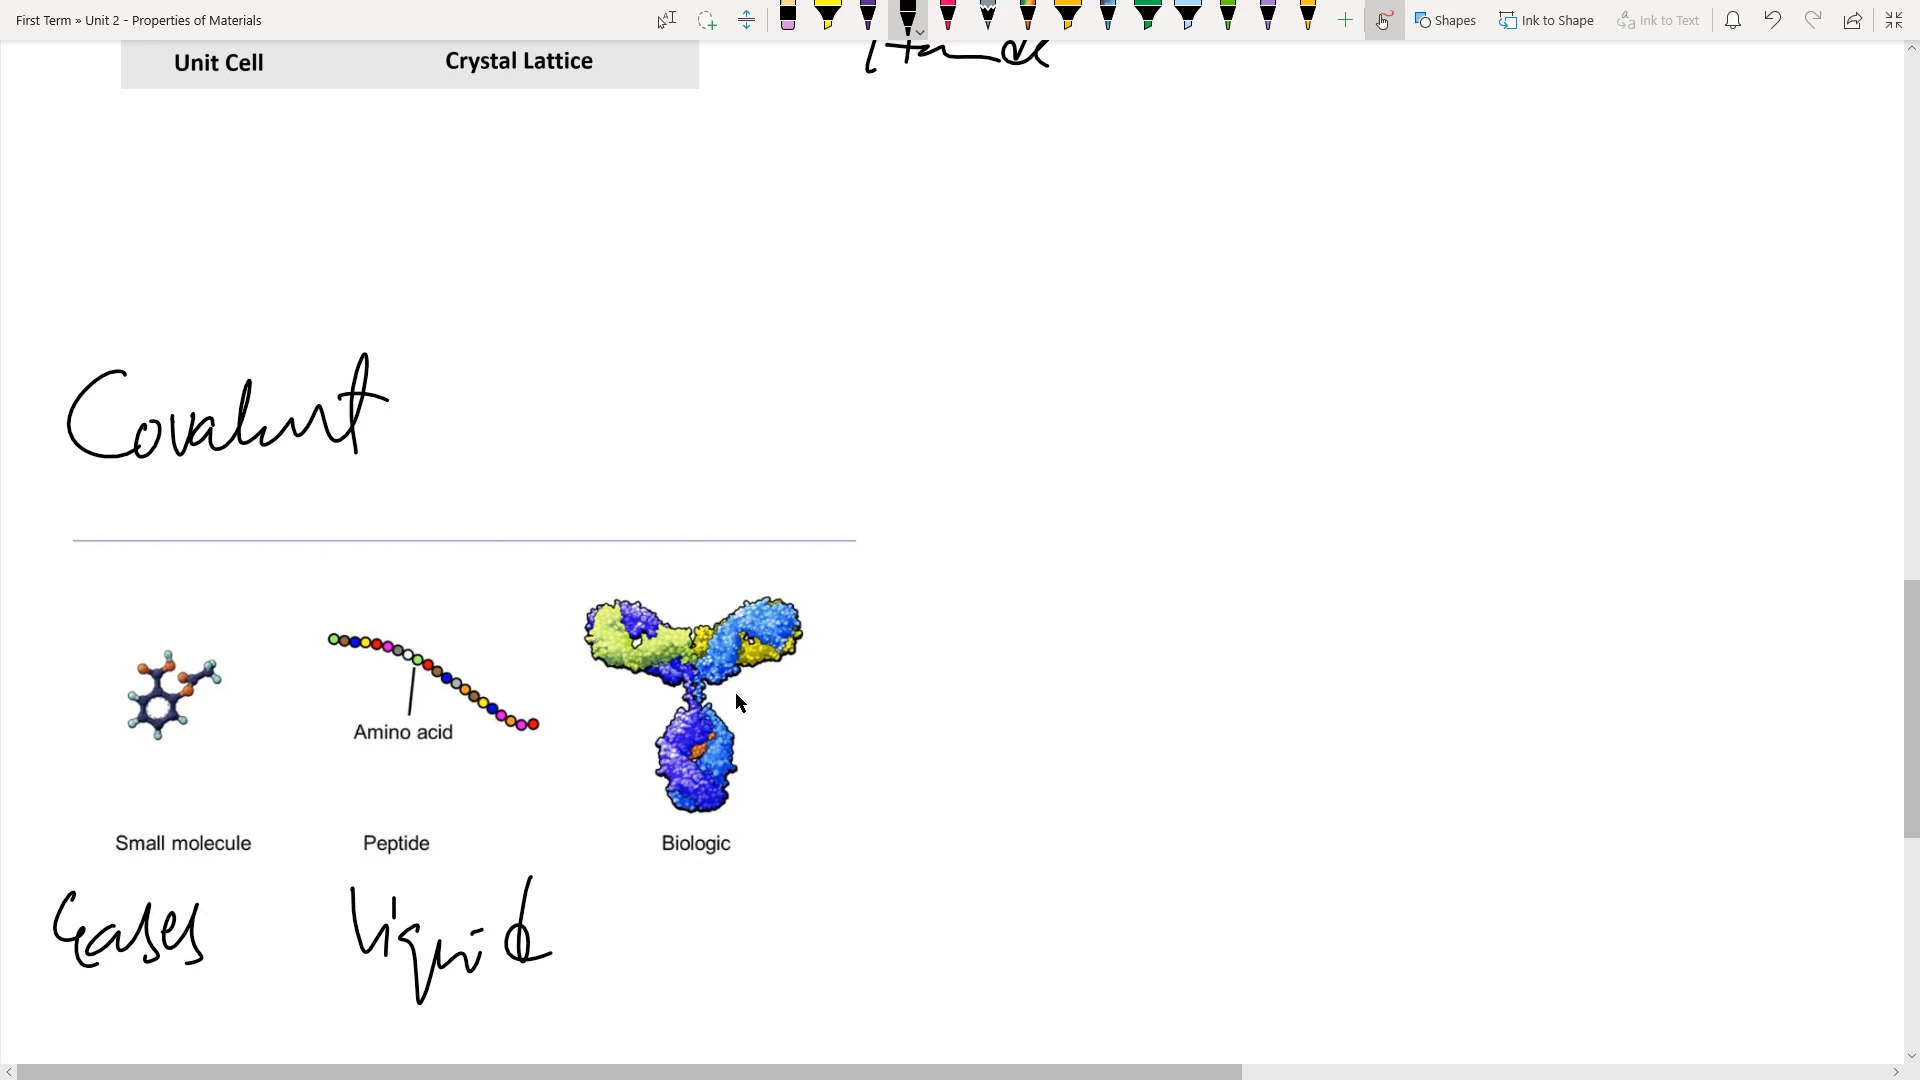 First Term » Unit 2 - Properties of Materials
Shapes
Ink to Shape
Ink to Text
Unit Cell
Crystal Lattice
Covalent
Amino acid
Small molecule
Peptide
Biologic
Gases
Liquid